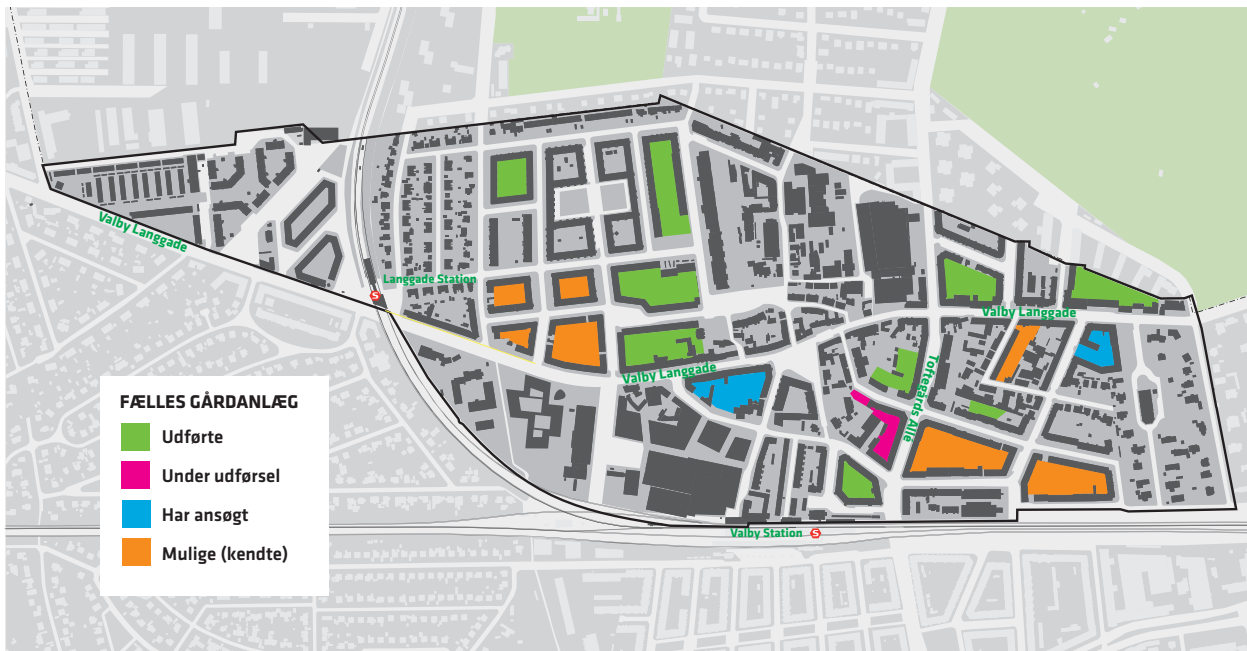 Valby Langgade
Langgade Station
S
Valby Langgade
Valby Langgade
Toftegårds Allé
Valby Station
S
FÆLLES GÅRDANLÆG
Udførte
Under udførsel
Har ansøgt
Mulige (kendte)